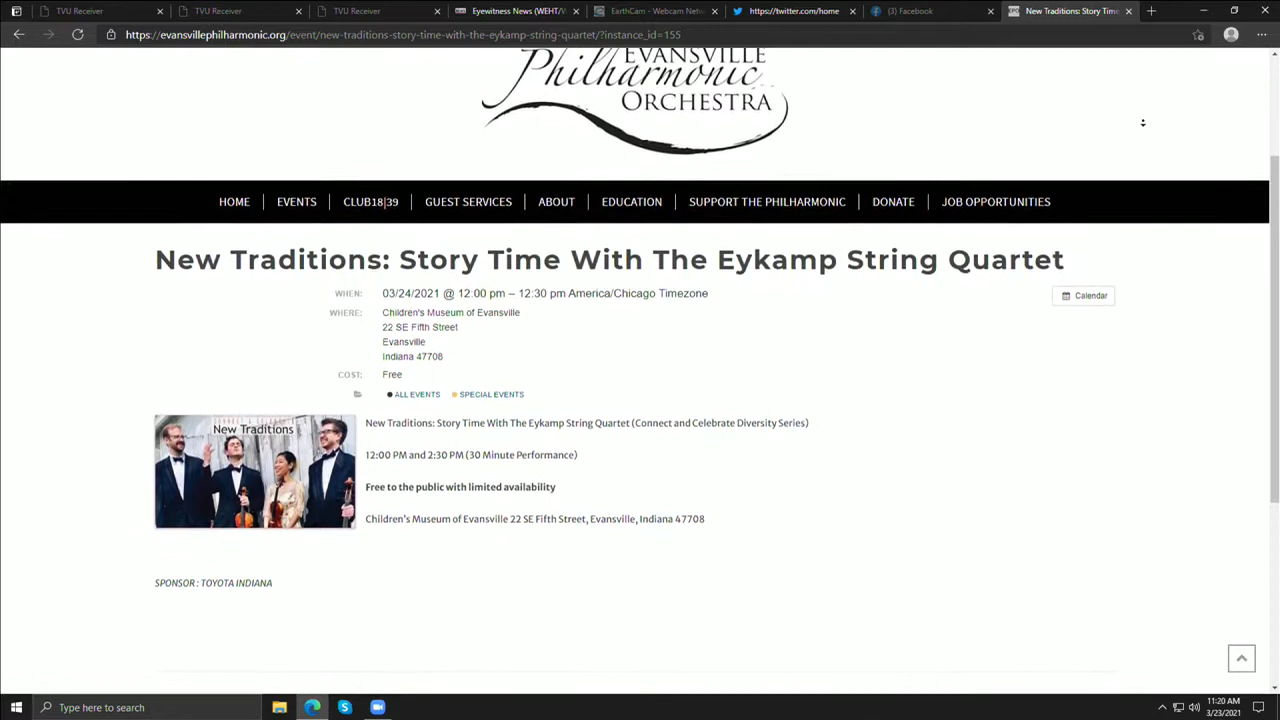 TVU Receiver
TVU Receiver
TVU Receiver
Eyewitness News (WEHT/W
EarthCam - Webcam Netw
https://twitter.com/home
(3) Facebook
New Traditions: Story Time
https://evansvillephilharmonic.org/event/new-traditions-story-time-with-the-eykamp-string-quartet/?instance_id=155
EVANSVILLE
Philharmonic
ORCHESTRA
HOME EVENTS CLUB18|39 GUEST SERVICES ABOUT EDUCATION SUPPORT THE PHILHARMONIC DONATE JOB OPPORTUNITIES
New Traditions: Story Time With The Eykamp String Quartet
WHEN: 03/24/2021 @ 12:00 pm – 12:30 pm America/Chicago Timezone
Calendar
WHERE: Children's Museum of Evansville
22 SE Fifth Street
Evansville
Indiana 47708
COST: Free
ALL EVENTS SPECIAL EVENTS
New Traditions
New Traditions: Story Time With The Eykamp String Quartet (Connect and Celebrate Diversity Series)
12:00 PM and 2:30 PM (30 Minute Performance)
Free to the public with limited availability
Children's Museum of Evansville 22 SE Fifth Street, Evansville, Indiana 47708
SPONSOR : TOYOTA INDIANA
Type here to search
11:20 AM
3/23/2021